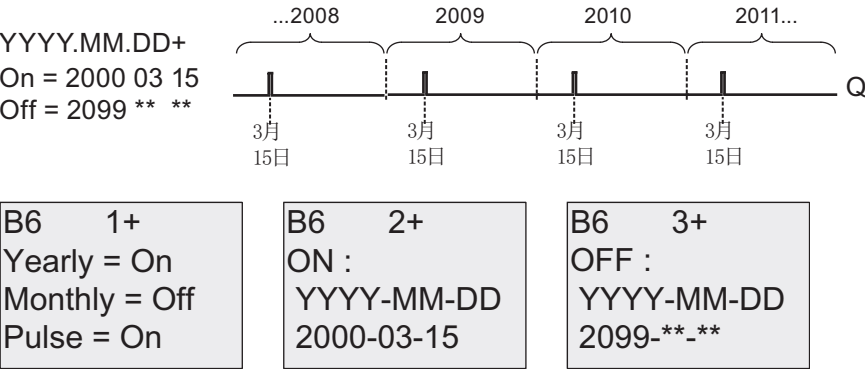 ...2008 2009 2010 2011...
YYYY.MM.DD+
On = 2000 03 15
Off = 2099 ** **
Q
3月 3月 3月 3月
15日 15日 15日 15日
B6 1+
Yearly = On
Monthly = Off
Pulse = On
B6 2+
ON :
YYYY-MM-DD
2000-03-15
B6 3+
OFF :
YYYY-MM-DD
2099-**-**